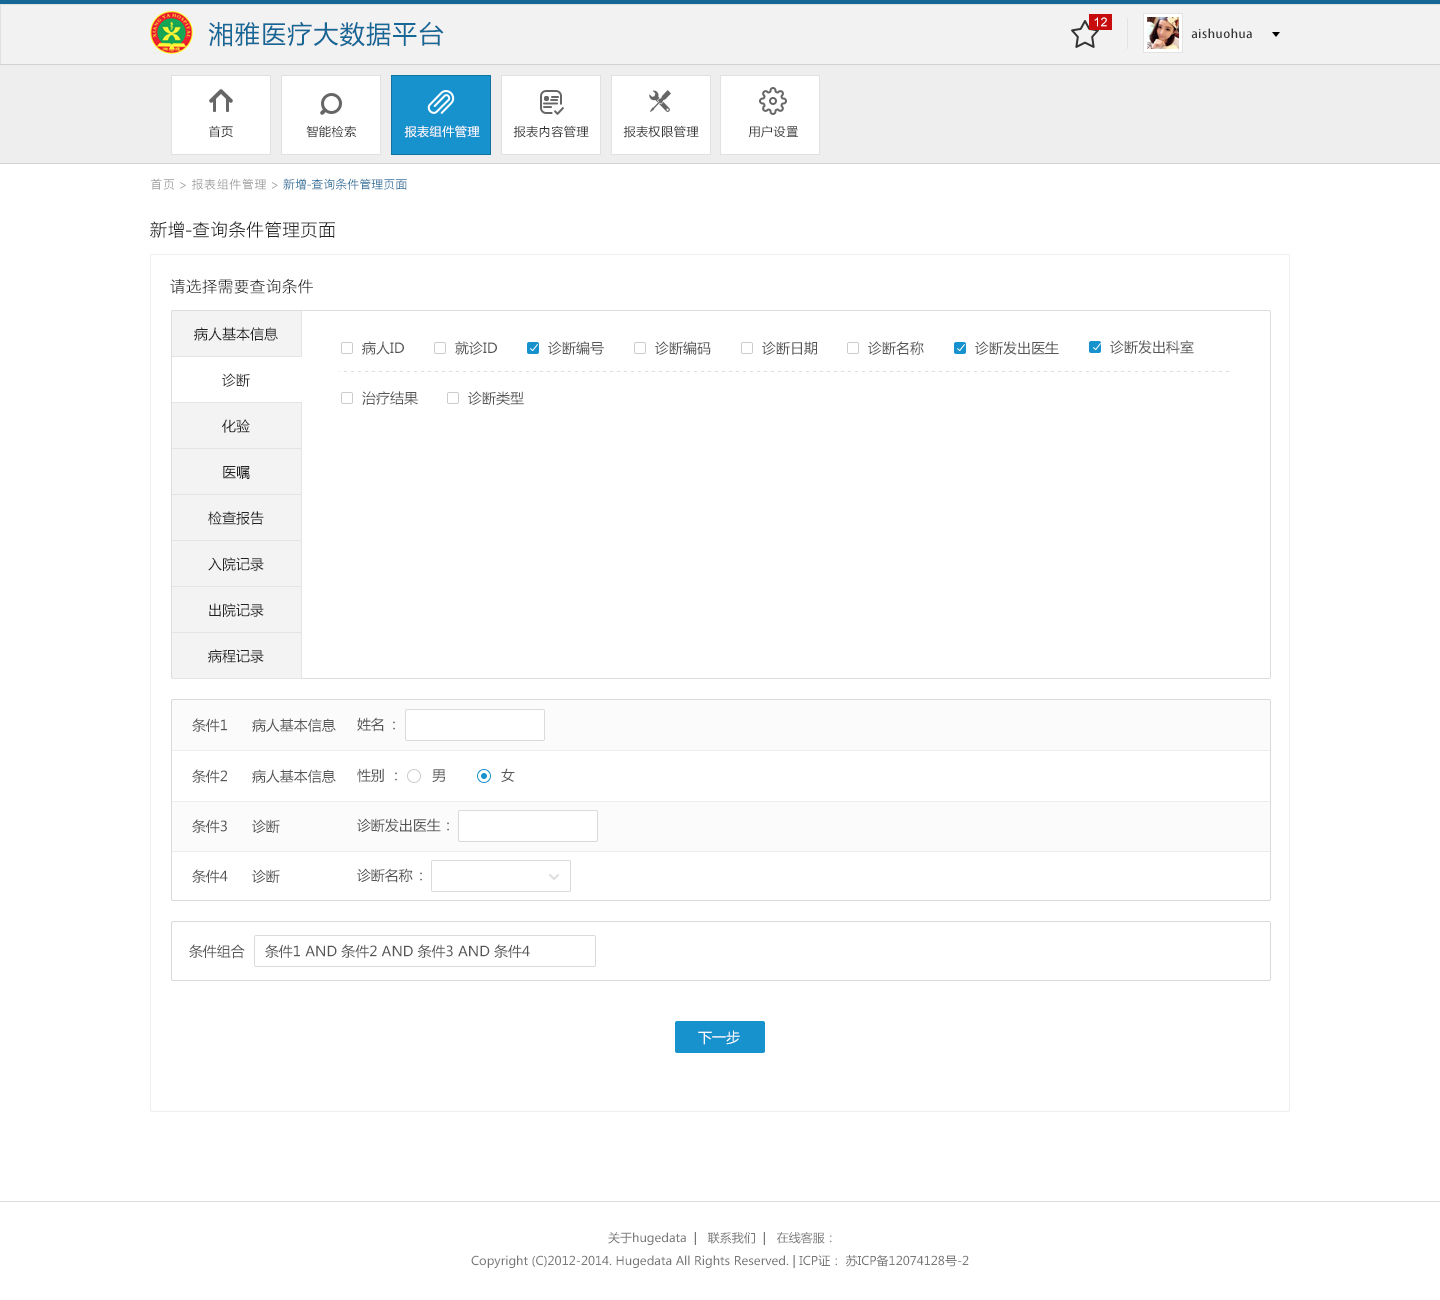 湘雅医疗大数据平台
12
aishuohua
首页 智能检索 报表组件管理 报表内容管理 报表权限管理 用户设置
首页 > 报表组件管理 > 新增-查询条件管理页面
新增-查询条件管理页面
请选择需要查询条件
病人基本信息
诊断
化验
医嘱
检查报告
入院记录
出院记录
病程记录
病人ID 就诊ID 诊断编号 诊断编码 诊断日期 诊断名称 诊断发出医生 诊断发出科室
治疗结果 诊断类型
条件1 病人基本信息 姓名：
条件2 病人基本信息 性别：男 女
条件3 诊断 诊断发出医生：
条件4 诊断 诊断名称：
条件组合 条件1 AND 条件2 AND 条件3 AND 条件4
下一步
关于hugedata | 联系我们 | 在线客服：
Copyright (C)2012-2014. Hugedata All Rights Reserved. | ICP证：苏ICP备12074128号-2